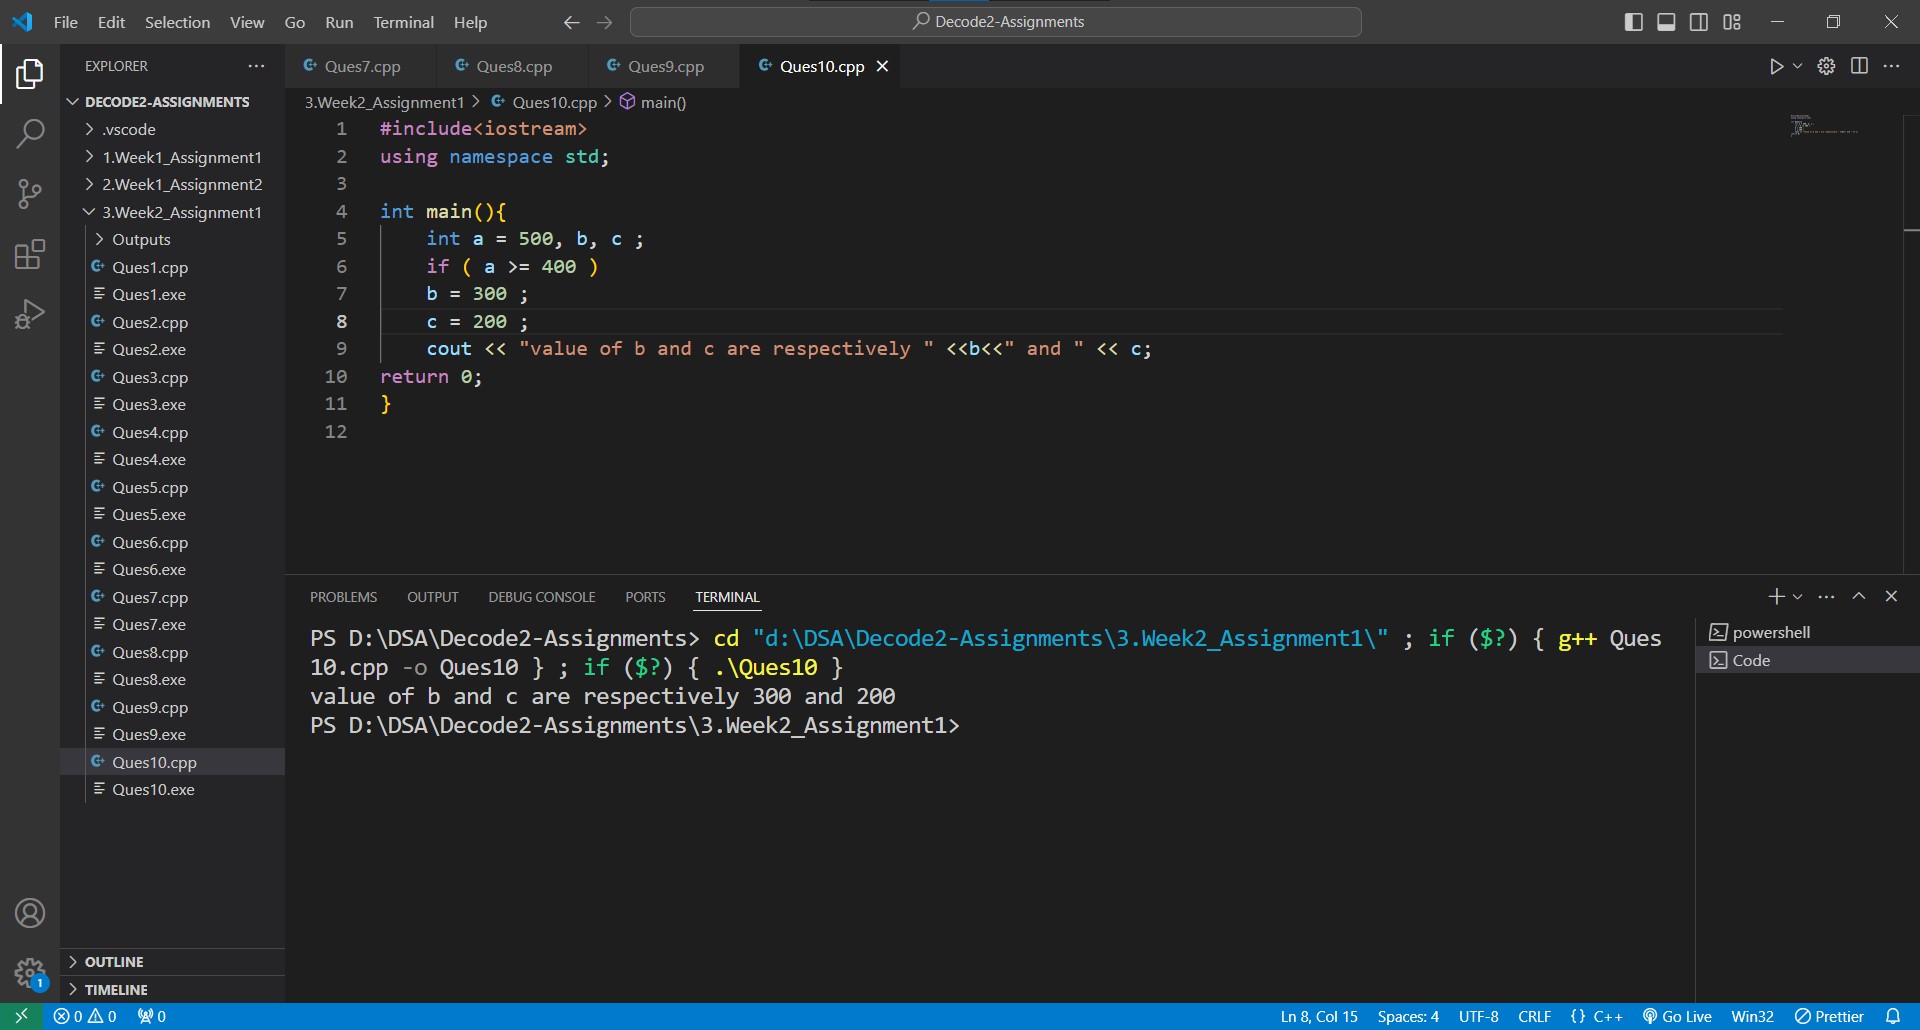 File Edit Selection View Go Run Terminal Help
Decode2-Assignments
EXPLORER
DECODE2-ASSIGNMENTS
.vscode
1.Week1_Assignment1
2.Week1_Assignment2
3.Week2_Assignment1
Outputs
Ques1.cpp
Ques1.exe
Ques2.cpp
Ques2.exe
Ques3.cpp
Ques3.exe
Ques4.cpp
Ques4.exe
Ques5.cpp
Ques5.exe
Ques6.cpp
Ques6.exe
Ques7.cpp
Ques7.exe
Ques8.cpp
Ques8.exe
Ques9.cpp
Ques9.exe
Ques10.cpp
Ques10.exe
OUTLINE
TIMELINE
1
Ques7.cpp Ques8.cpp Ques9.cpp Ques10.cpp
3.Week2_Assignment1 > Ques10.cpp > main()
1 #include<iostream>
2 using namespace std;
3
4 int main(){
5 int a = 500, b, c ;
6 if ( a >= 400 )
7 b = 300 ;
8 c = 200 ;
9 cout << "value of b and c are respectively " <<b<<" and " << c;
10 return 0;
11 }
12
PROBLEMS OUTPUT DEBUG CONSOLE PORTS TERMINAL
PS D:\DSA\Decode2-Assignments> cd "d:\DSA\Decode2-Assignments\3.Week2_Assignment1\" ; if ($?) { g++ Ques
10.cpp -o Ques10 } ; if ($?) { .\Ques10 }
value of b and c are respectively 300 and 200
PS D:\DSA\Decode2-Assignments\3.Week2_Assignment1>
powershell
Code
0 0 0 Ln 8, Col 15 Spaces: 4 UTF-8 CRLF {} C++ Go Live Win32 Prettier